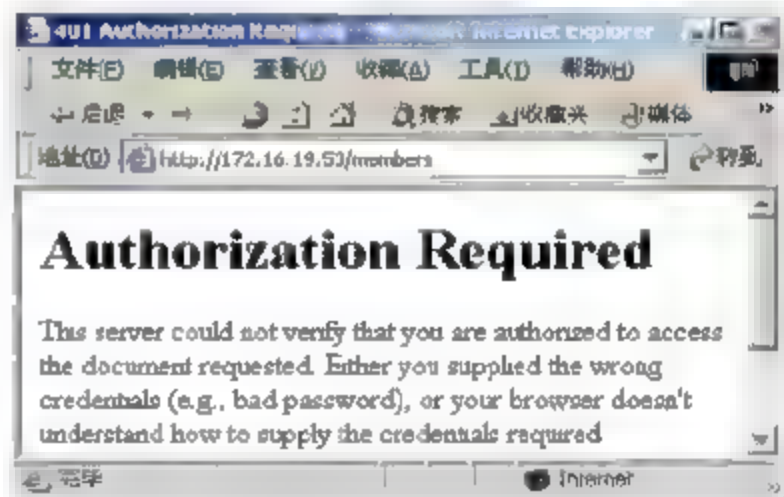 401 Authorization Internet Explorer
文件(F) 编辑(E) 查看(V) 收藏(A) 工具(T) 帮助(H)
后退 搜索 收藏夹 媒体 »
地址(D) http://172.16.19.53/members 转到
Authorization Required
This server could not verify that you are authorized to access
the document requested. Either you supplied the wrong
credentials (e.g., bad password), or your browser doesn't
understand how to supply the credentials required
完毕 Internet